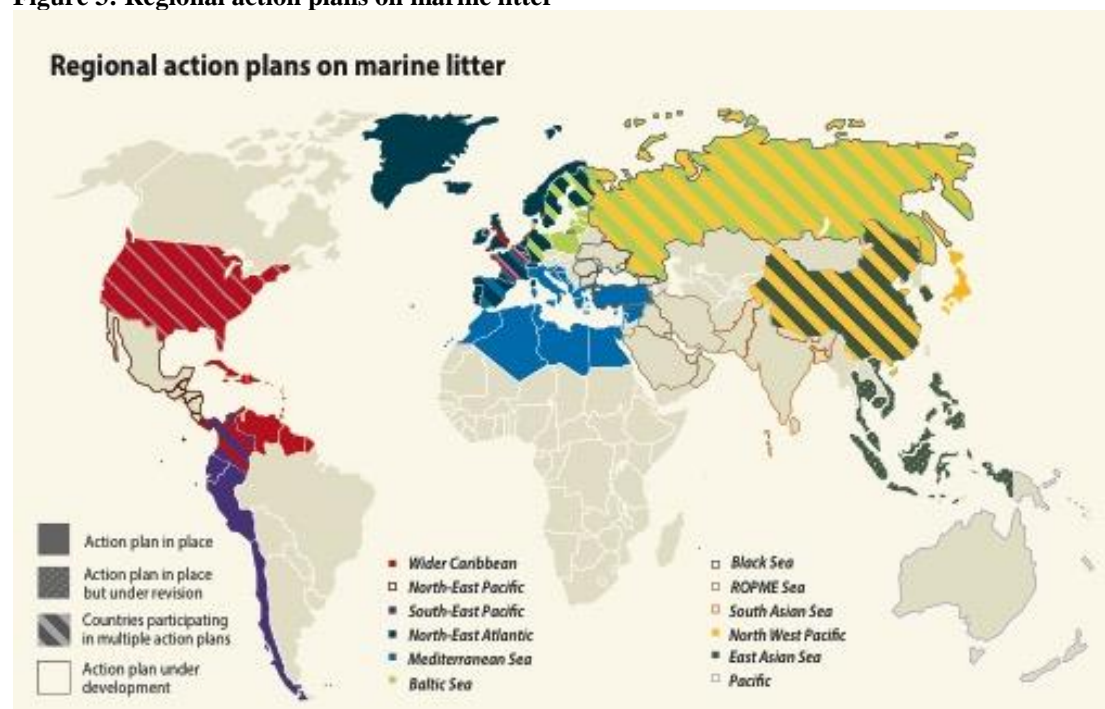 Figure 3: Regional action plans on marine litter
Regional action plans on marine litter
Action plan in place
Action plan in place
but under revision
Countries participating
in multiple action plans
Action plan under
development
Wider Caribbean
North-East Pacific
South-East Pacific
North-East Atlantic
Mediterranean Sea
Baltic Sea
Black Sea
ROPME Sea
South Asian Sea
North West Pacific
East Asian Sea
Pacific